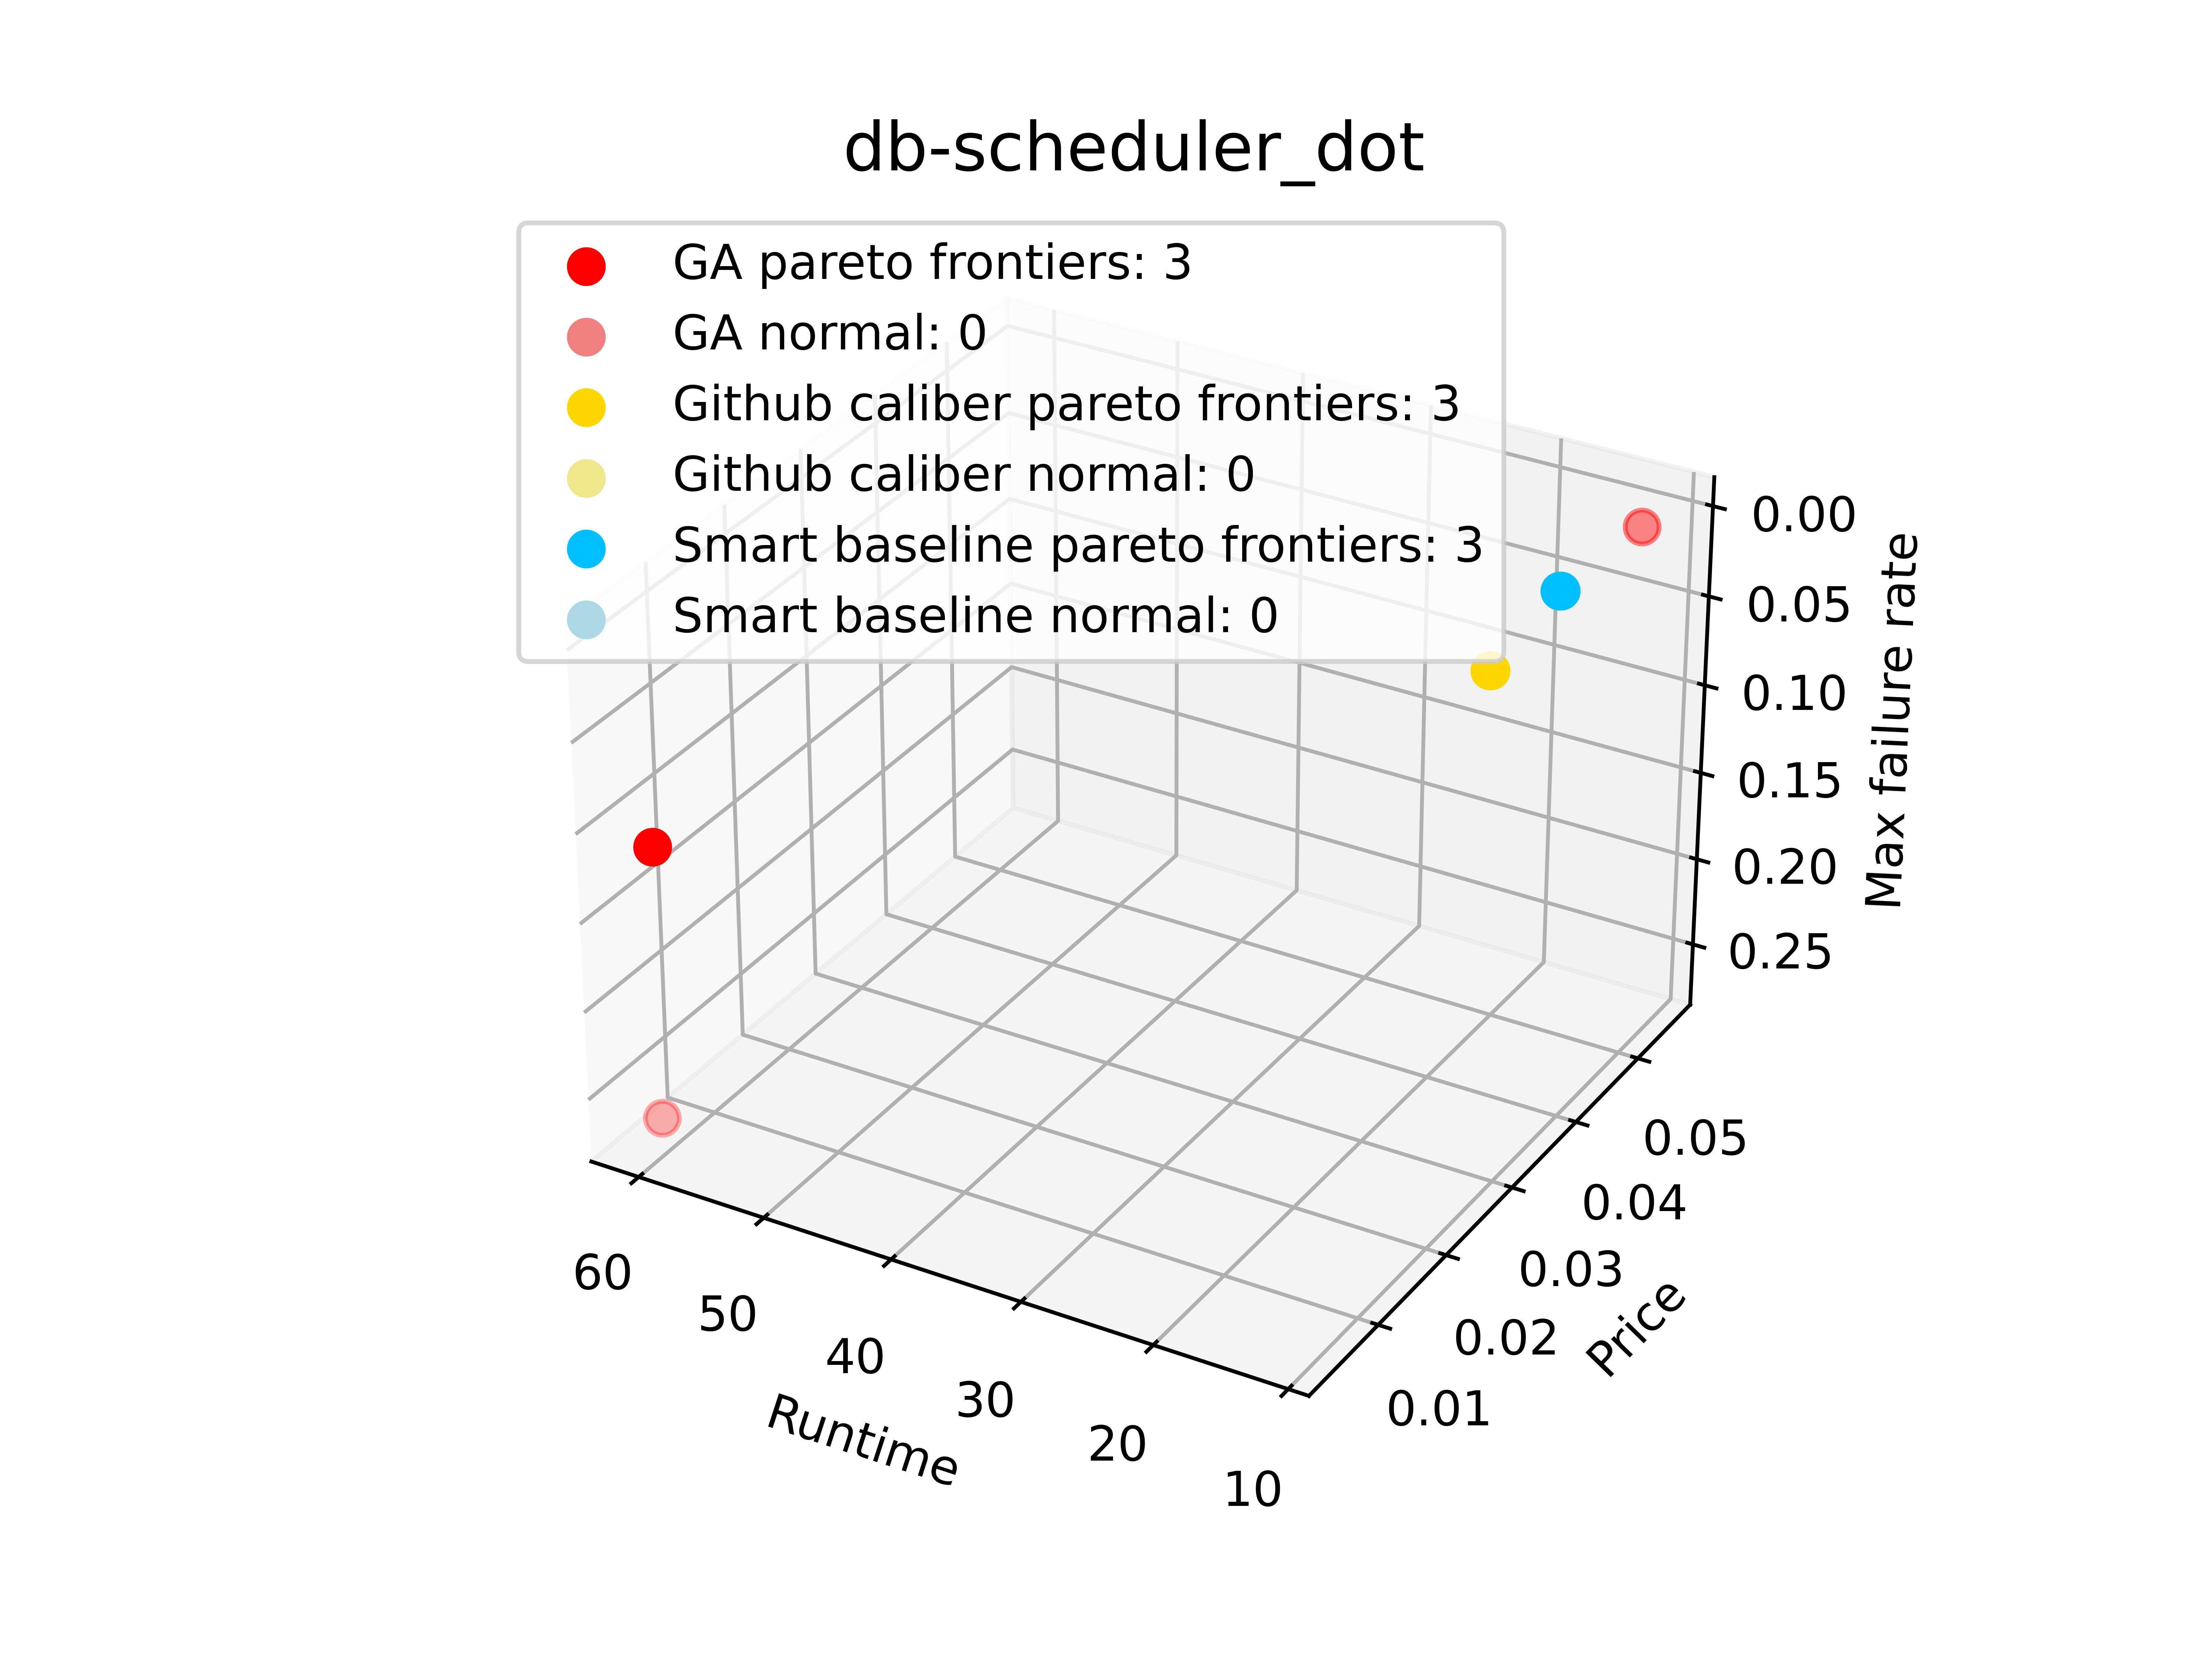 db-scheduler_dot
GA pareto frontiers: 3
GA normal: 0
Github caliber pareto frontiers: 3
Github caliber normal: 0
Smart baseline pareto frontiers: 3
Smart baseline normal: 0
0.00
0.05
0.10
0.15
0.20
0.25
Max failure rate
0.05
0.04
0.03
0.02
0.01
Price
60
50
40
30
20
10
Runtime